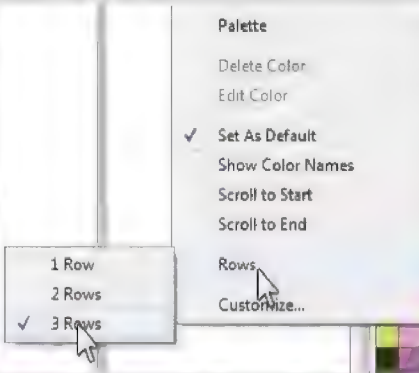 Palette
Delete Color
Edit Color
Set As Default
Show Color Names
Scroll to Start
Scroll to End
Rows
Customize...
1 Row
2 Rows
3 Rows